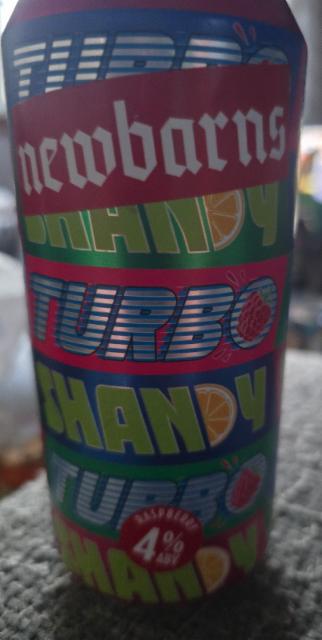 TURBO
newbarns
SHANDY
TURBO
SHANDY
TURBO
RASPBERRY
4%
ABV
SHANDY